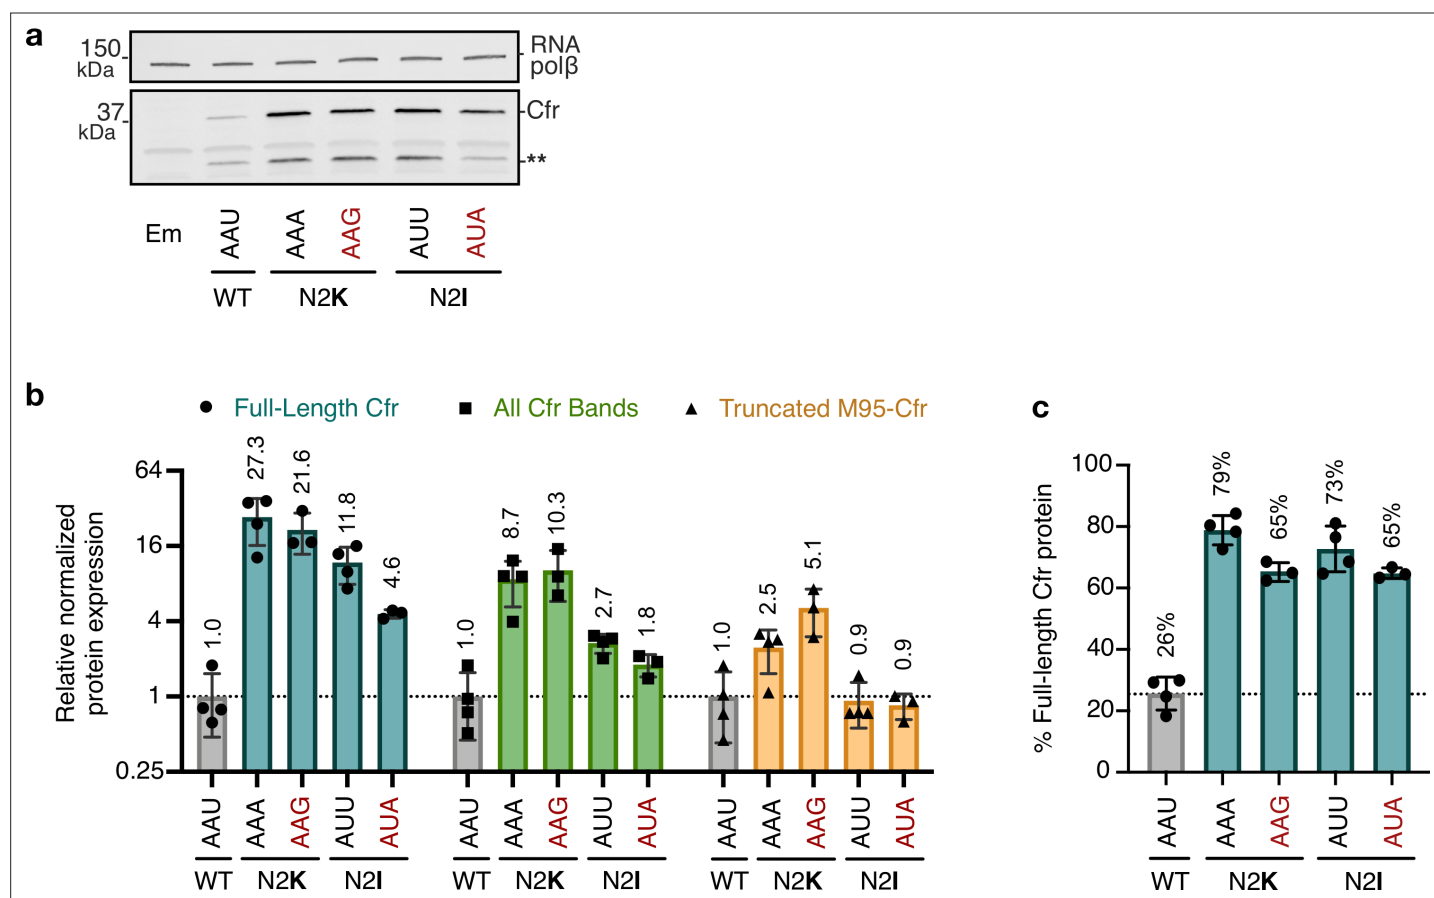 a
150
kDa
RNA
polβ
37
kDa
Cfr
**
Em AAU AAA AAG AUU AUA
WT N2K N2I
b
Full-Length Cfr All Cfr Bands Truncated M95-Cfr
Relative normalized
protein expression
64
16
4
1
0.25
1.0 27.3 21.6 11.8 4.6
1.0 8.7 10.3 2.7 1.8
1.0 2.5 5.1 0.9 0.9
AAU AAA AAG AUU AUA AAU AAA AAG AUU AUA AAU AAA AAG AUU AUA
WT N2K N2I WT N2K N2I WT N2K N2I
c
% Full-length Cfr protein
100
80
60
40
20
0
26% 79% 65% 73% 65%
AAU AAA AAG AUU AUA
WT N2K N2I